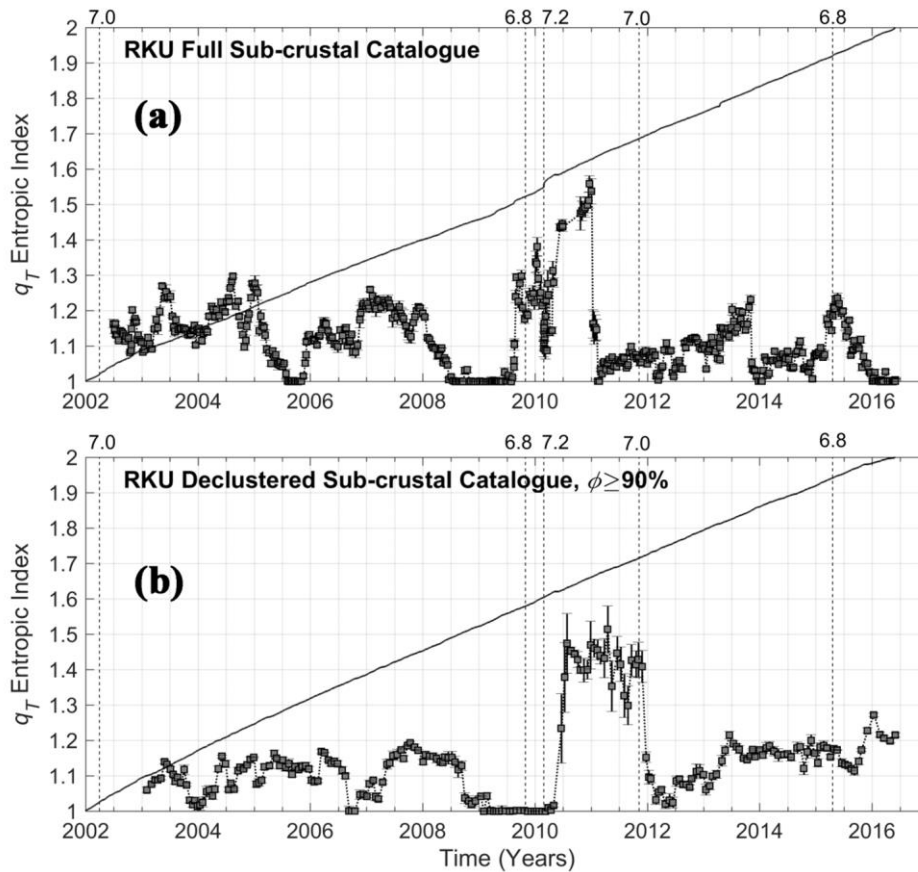 7.0 6.8 7.2 7.0 6.8
RKU Full Sub-crustal Catalogue
(a)
q_T Entropic Index
2
1.9
1.8
1.7
1.6
1.5
1.4
1.3
1.2
1.1
1
2002 2004 2006 2008 2010 2012 2014 2016
7.0 6.8 7.2 7.0 6.8
RKU Declustered Sub-crustal Catalogue, ϕ≥90%
(b)
q_T Entropic Index
2
1.9
1.8
1.7
1.6
1.5
1.4
1.3
1.2
1.1
1
2002 2004 2006 2008 2010 2012 2014 2016
Time (Years)